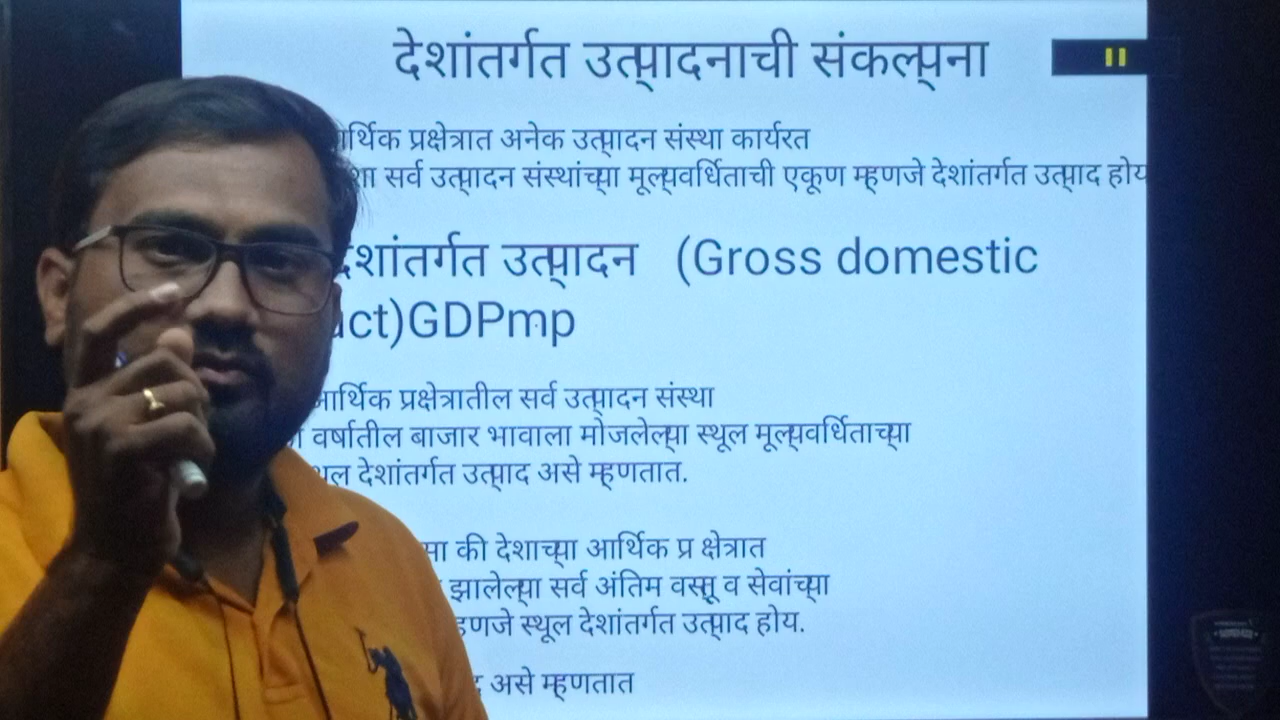 देशांतर्गत उत्पादनाची संकल्पना
आर्थिक प्रक्षेत्रात अनेक उत्पादन संस्था कार्यरत
सर्व उत्पादन संस्थांच्या मूल्यवर्धिताची एकूण म्हणजे देशांतर्गत उत्पाद होय
देशांतर्गत उत्पादन (Gross domestic
uct)GDPmp
आर्थिक प्रक्षेत्रातील सर्व उत्पादन संस्था
वर्षातील बाजार भावाला मोजलेल्या स्थूल मूल्यवर्धिताच्या
देशांतर्गत उत्पाद असे म्हणतात.
की देशाच्या आर्थिक प्र क्षेत्रात
झालेल्या सर्व अंतिम वस्तू व सेवांच्या
स्थूल देशांतर्गत उत्पाद होय.
असे म्हणतात